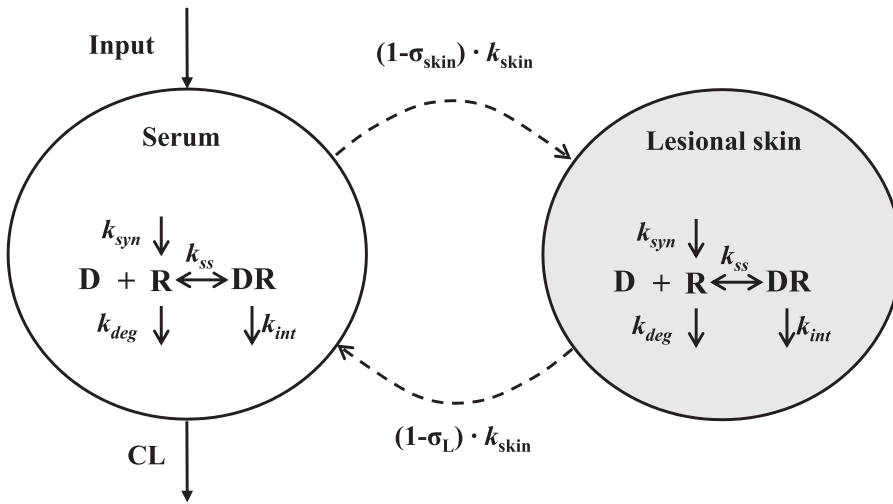 Input
(1-σskin) · kskin
Serum
Lesional skin
ksyn
kss
D + R DR
kdeg
kint
ksyn
kss
D + R DR
kdeg
kint
(1-σL) · kskin
CL